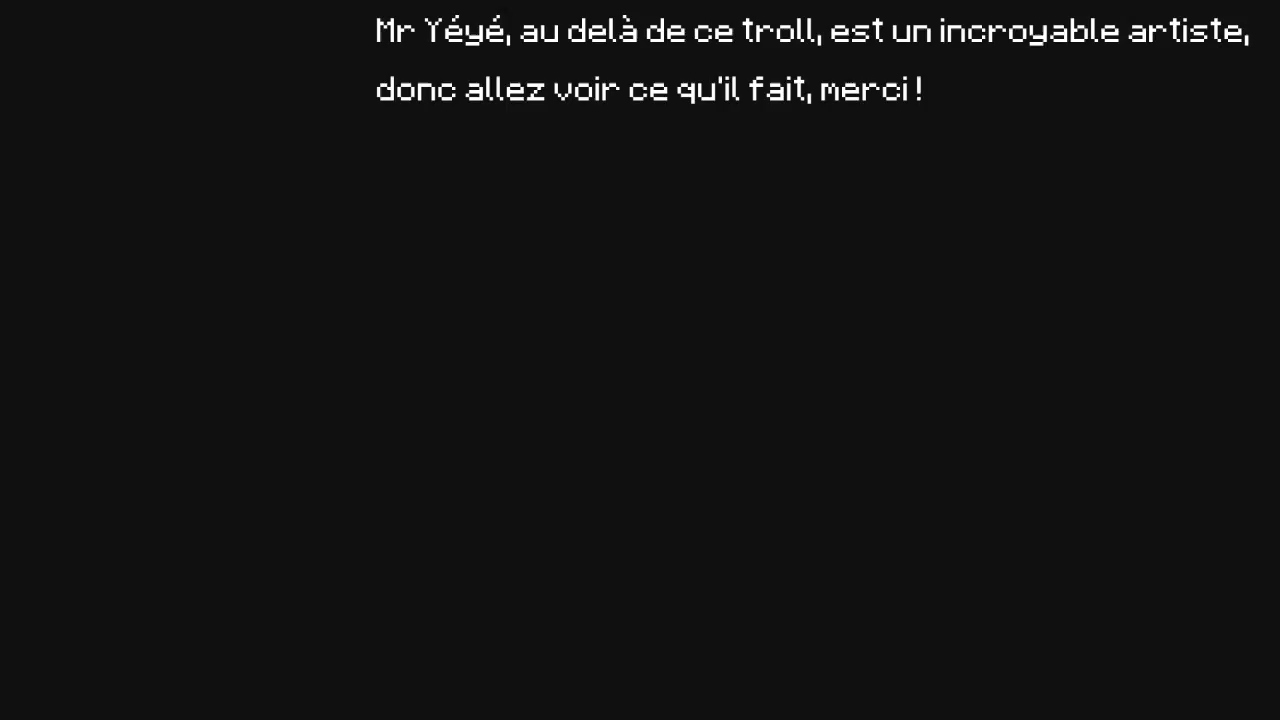 Mr Yéyé, au delà de ce troll, est un incroyable artiste,
donc allez voir ce qu'il fait, merci !